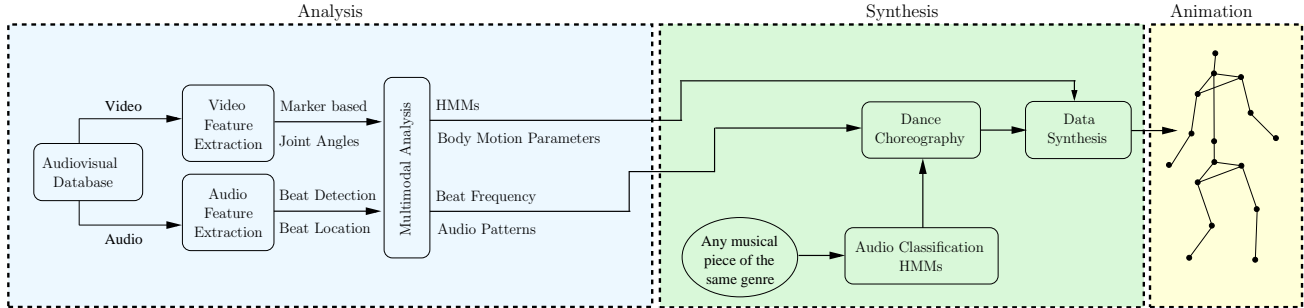 Analysis
Synthesis
Animation
Video
Audiovisual
Database
Audio
Video
Feature
Extraction
Audio
Feature
Extraction
Marker based
Joint Angles
Beat Detection
Beat Location
Multimodal Analysis
HMMs
Body Motion Parameters
Beat Frequency
Audio Patterns
Dance
Choreography
Data
Synthesis
Any musical
piece of the
same genre
Audio Classification
HMMs